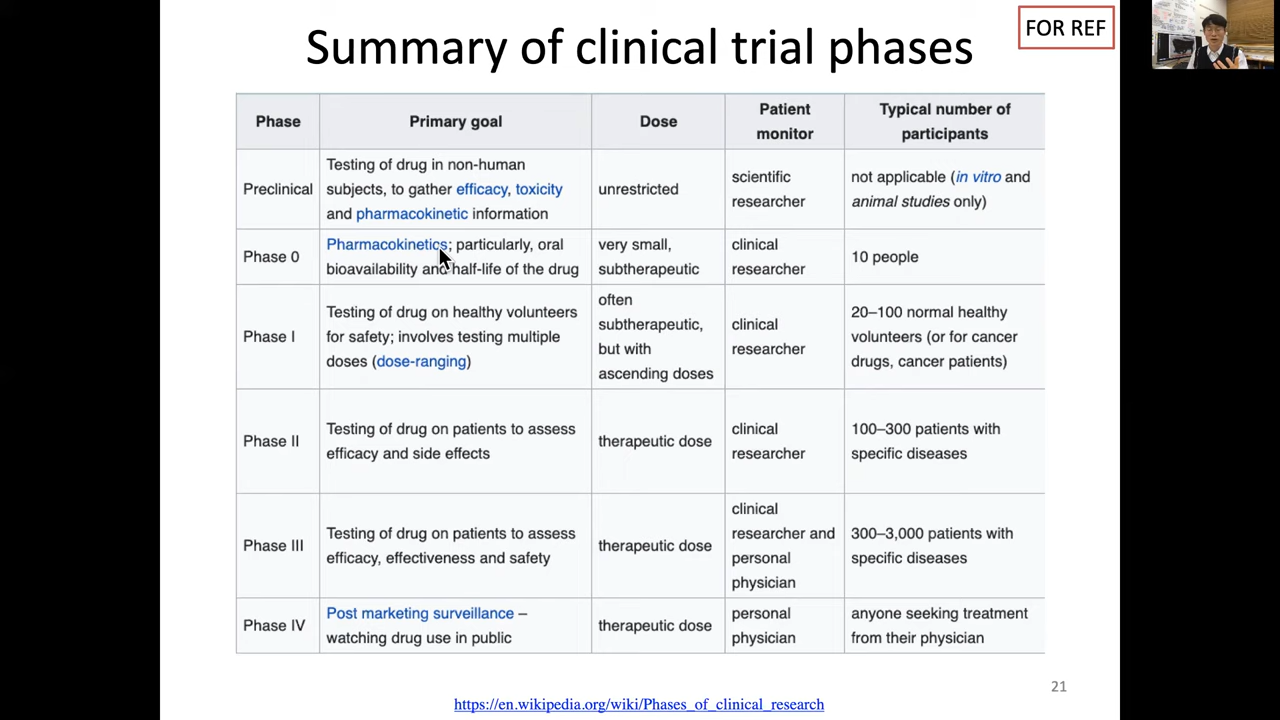 Summary of clinical trial phases
FOR REF
Phase
Primary goal
Dose
Patient
monitor
Typical number of
participants
Preclinical
Testing of drug in non-human
subjects, to gather efficacy, toxicity
and pharmacokinetic information
unrestricted
scientific
researcher
not applicable (in vitro and
animal studies only)
Phase 0
Pharmacokinetics; particularly, oral
bioavailability and half-life of the drug
very small,
subtherapeutic
clinical
researcher
10 people
Phase I
Testing of drug on healthy volunteers
for safety; involves testing multiple
doses (dose-ranging)
often
subtherapeutic,
but with
ascending doses
clinical
researcher
20–100 normal healthy
volunteers (or for cancer
drugs, cancer patients)
Phase II
Testing of drug on patients to assess
efficacy and side effects
therapeutic dose
clinical
researcher
100–300 patients with
specific diseases
Phase III
Testing of drug on patients to assess
efficacy, effectiveness and safety
therapeutic dose
clinical
researcher and
personal
physician
300–3,000 patients with
specific diseases
Phase IV
Post marketing surveillance –
watching drug use in public
therapeutic dose
personal
physician
anyone seeking treatment
from their physician
21
https://en.wikipedia.org/wiki/Phases_of_clinical_research